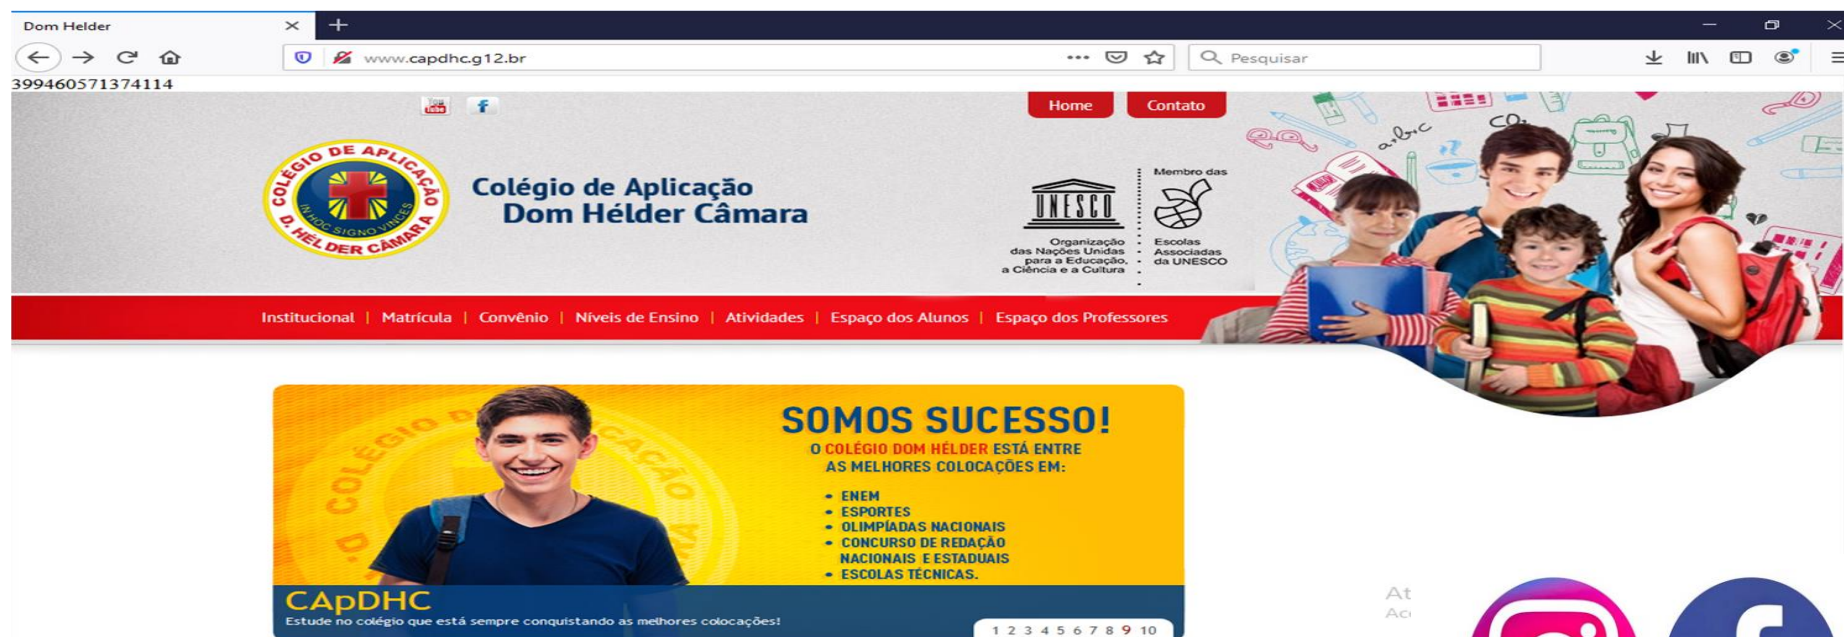 Dom Helder
www.capdhc.g12.br
Pesquisar
399460571374114
You Tube
f
Home
Contato
COLÉGIO DE APLICAÇÃO
D. HÉLDER CÂMARA
IN HOC SIGNO VINCES
Colégio de Aplicação
Dom Hélder Câmara
UNESCO
Organização
das Nações Unidas
para a Educação,
a Ciência e a Cultura
Membro das
Escolas
Associadas
da UNESCO
a+b=c
CO₂
Institucional | Matrícula | Convênio | Níveis de Ensino | Atividades | Espaço dos Alunos | Espaço dos Professores
SOMOS SUCESSO!
O COLÉGIO DOM HÉLDER ESTÁ ENTRE
AS MELHORES COLOCAÇÕES EM:
• ENEM
• ESPORTES
• OLIMPÍADAS NACIONAIS
• CONCURSO DE REDAÇÃO
NACIONAIS E ESTADUAIS
• ESCOLAS TÉCNICAS.
CApDHC
Estude no colégio que está sempre conquistando as melhores colocações!
1 2 3 4 5 6 7 8 9 10
At
Ac